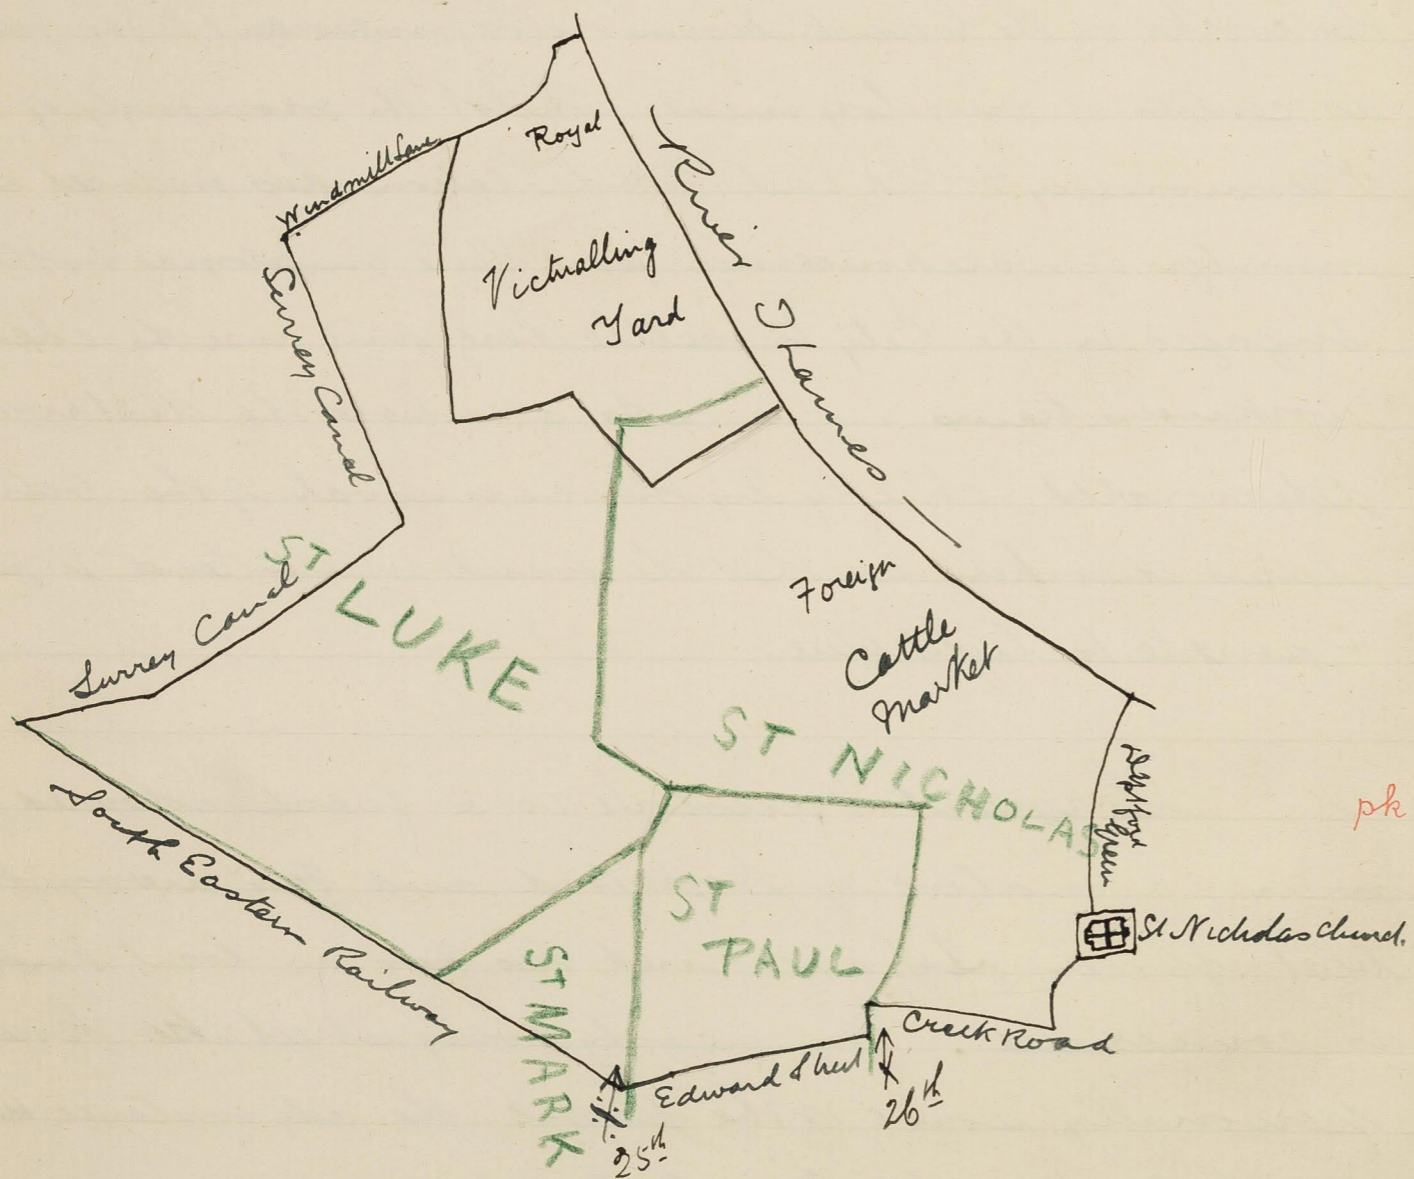 Royal
Windmill Lane
Victualling
Yard
River Thames
Surrey Canal
Surrey Canal
ST
LUKE
Foreign
Cattle
Market
ST NICHOLAS
Deptford
Green
pk
South Eastern Railway
ST
PAUL
ST MARK
St Nicholas Church.
Creek Road
Edward Street
25th
26th